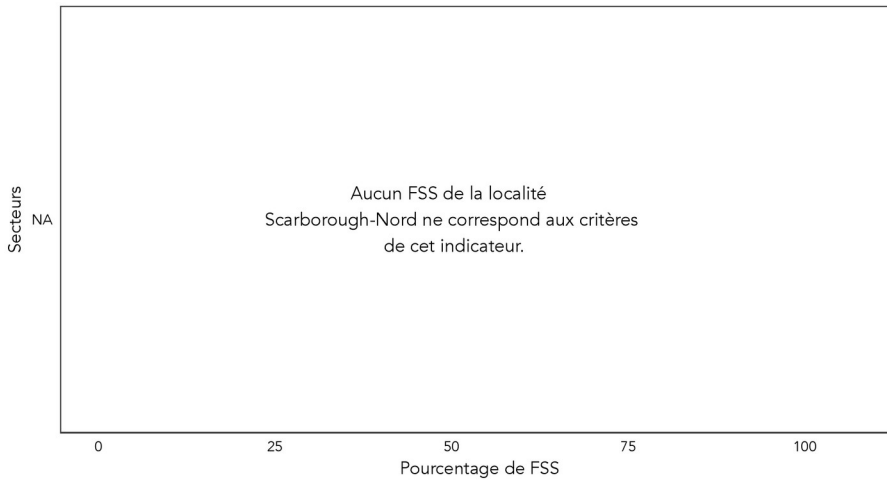 Aucun FSS de la localité
Scarborough-Nord ne correspond aux critères
de cet indicateur.
Secteurs
NA
0 25 50 75 100
Pourcentage de FSS